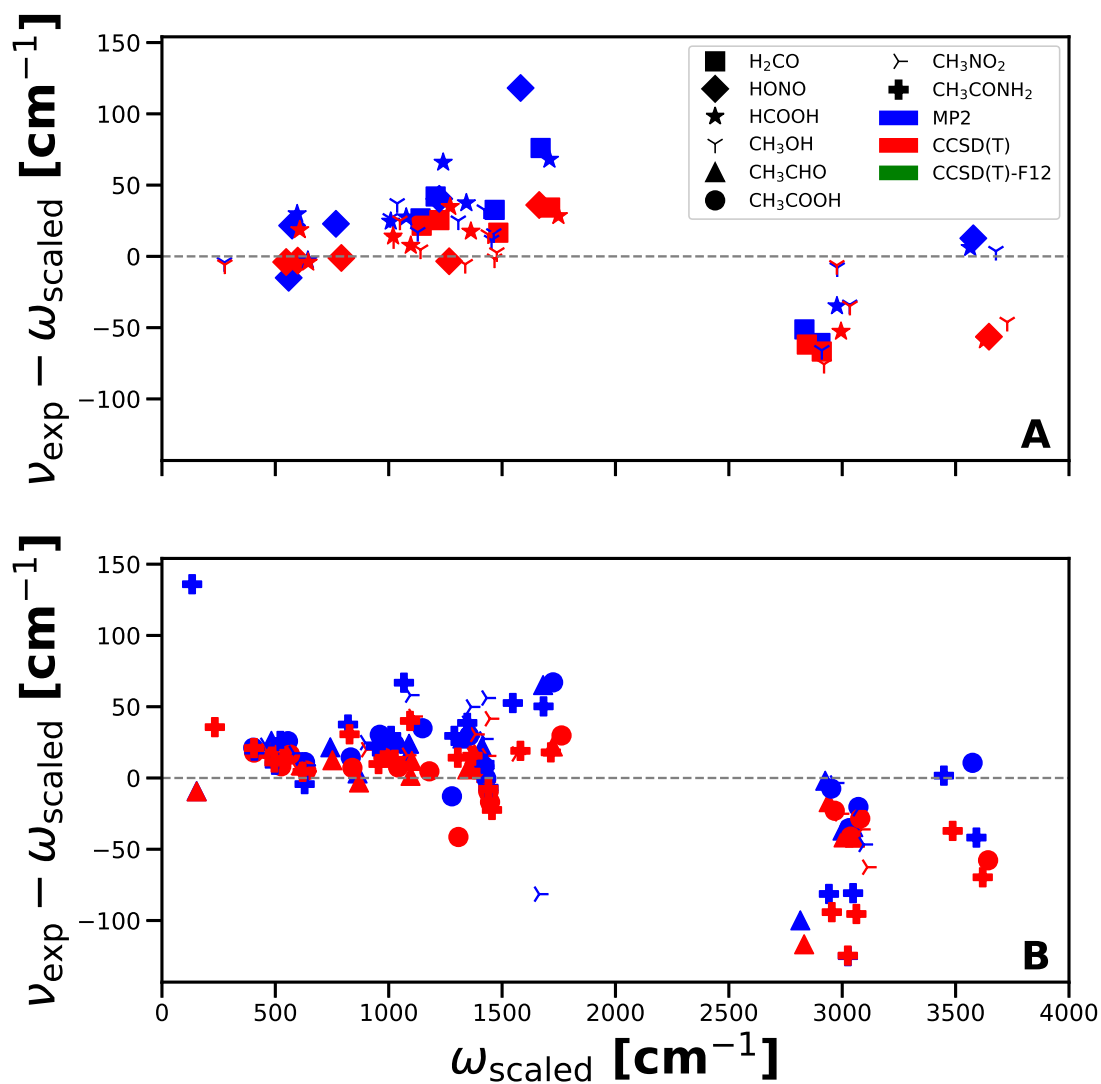 ν_exp − ω_scaled [cm⁻¹]
150
100
50
0
−50
−100
H₂CO
HONO
HCOOH
CH₃OH
CH₃CHO
CH₃COOH
CH₃NO₂
CH₃CONH₂
MP2
CCSD(T)
CCSD(T)-F12
A
ν_exp − ω_scaled [cm⁻¹]
150
100
50
0
−50
−100
B
0 500 1000 1500 2000 2500 3000 3500 4000
ω_scaled [cm⁻¹]